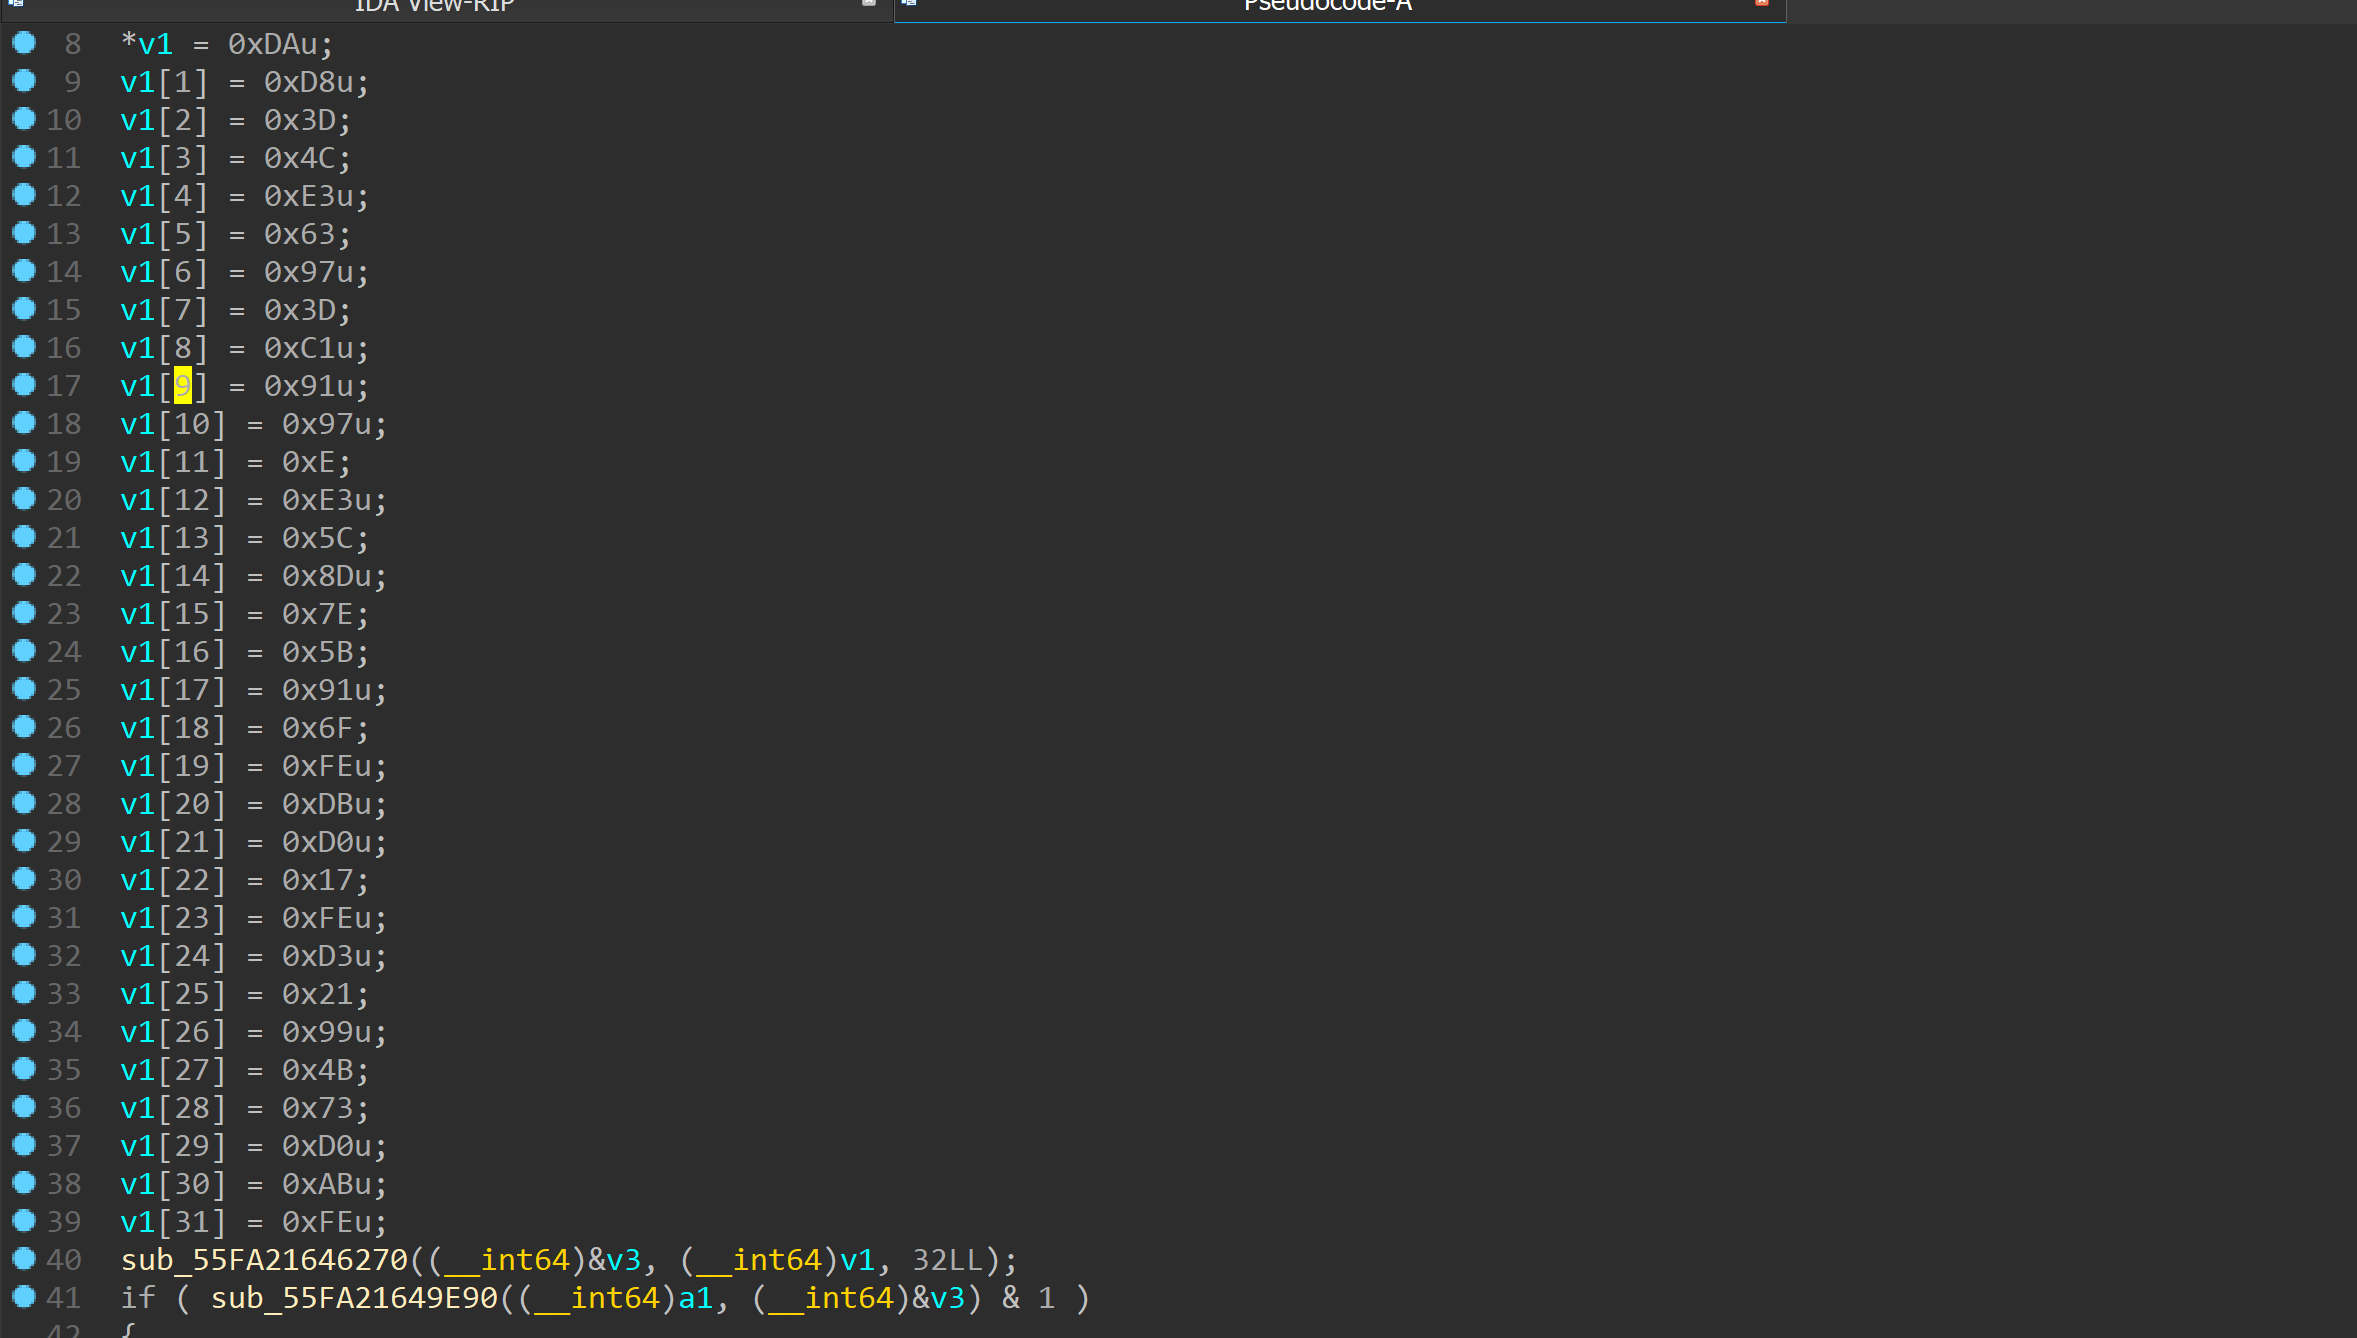 IDA View-RIP
Pseudocode-A
8 *v1 = 0xDAu;
9 v1[1] = 0xD8u;
10 v1[2] = 0x3D;
11 v1[3] = 0x4C;
12 v1[4] = 0xE3u;
13 v1[5] = 0x63;
14 v1[6] = 0x97u;
15 v1[7] = 0x3D;
16 v1[8] = 0xC1u;
17 v1[9] = 0x91u;
18 v1[10] = 0x97u;
19 v1[11] = 0xE;
20 v1[12] = 0xE3u;
21 v1[13] = 0x5C;
22 v1[14] = 0x8Du;
23 v1[15] = 0x7E;
24 v1[16] = 0x5B;
25 v1[17] = 0x91u;
26 v1[18] = 0x6F;
27 v1[19] = 0xFEu;
28 v1[20] = 0xDBu;
29 v1[21] = 0xD0u;
30 v1[22] = 0x17;
31 v1[23] = 0xFEu;
32 v1[24] = 0xD3u;
33 v1[25] = 0x21;
34 v1[26] = 0x99u;
35 v1[27] = 0x4B;
36 v1[28] = 0x73;
37 v1[29] = 0xD0u;
38 v1[30] = 0xABu;
39 v1[31] = 0xFEu;
40 sub_55FA21646270((__int64)&v3, (__int64)v1, 32LL);
41 if ( sub_55FA21649E90((__int64)a1, (__int64)&v3) & 1 )
42 {